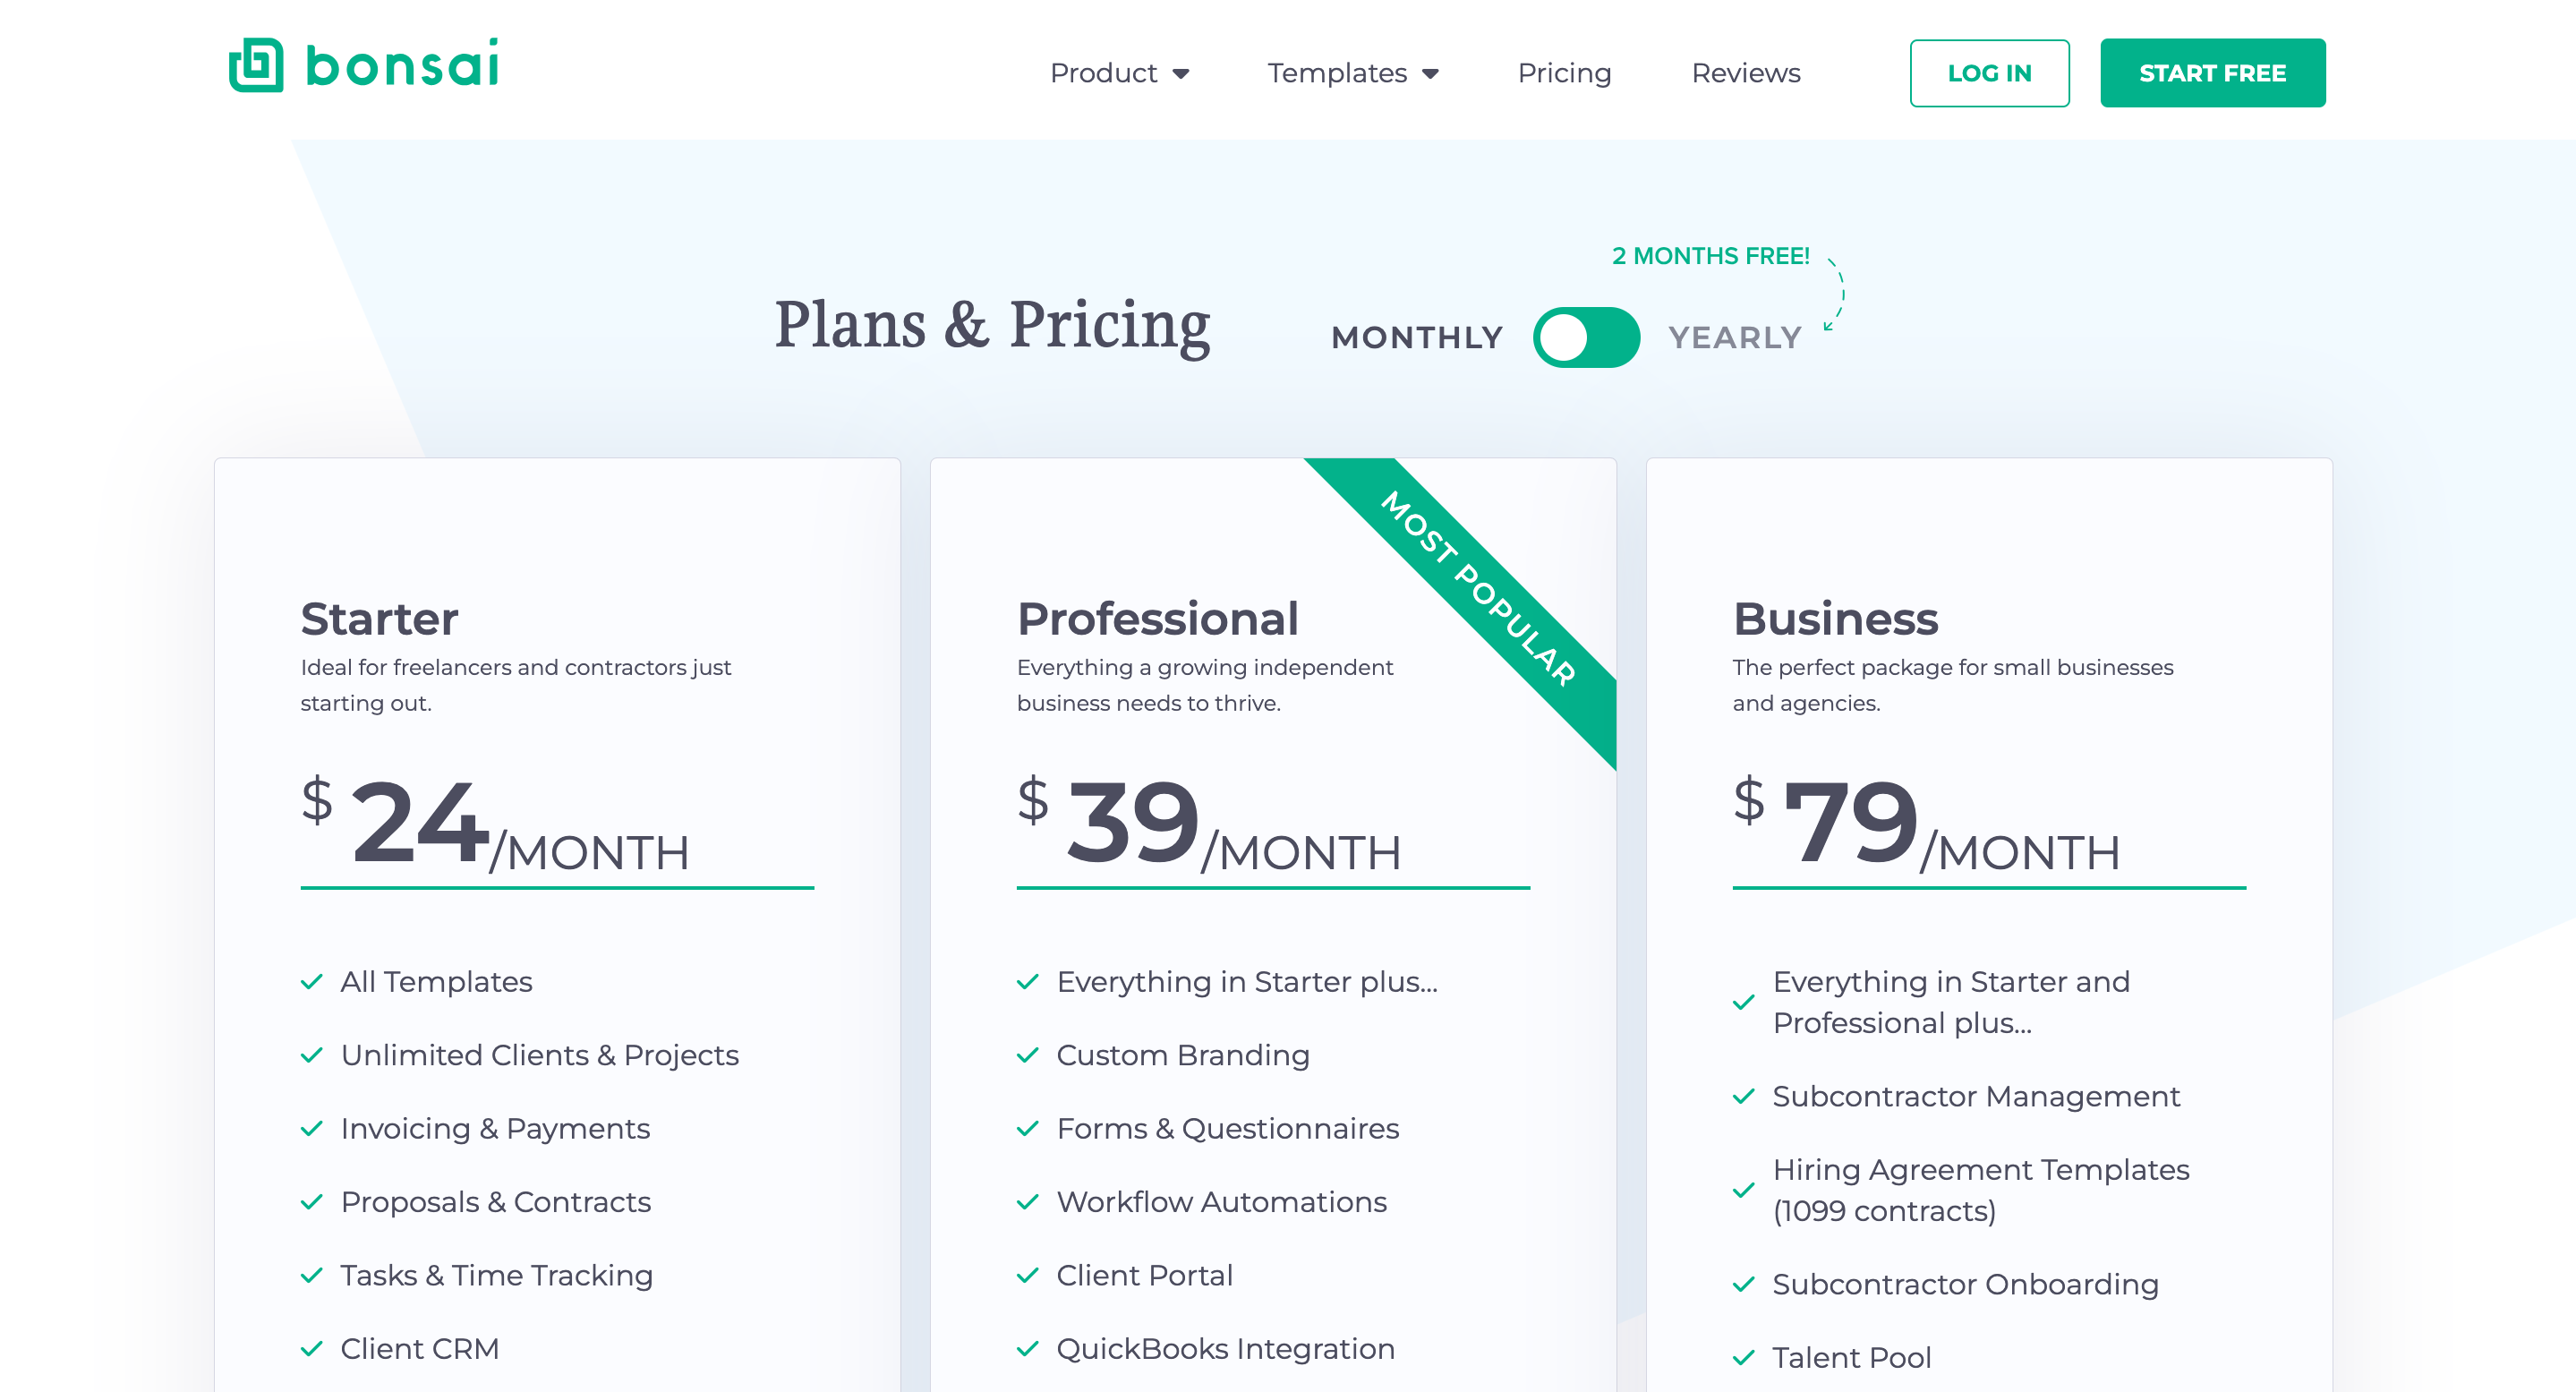 bonsai
Product
Templates
Pricing
Reviews
LOG IN
START FREE
2 MONTHS FREE!
Plans & Pricing
MONTHLY
YEARLY
Starter
Ideal for freelancers and contractors just
starting out.
$ 24/MONTH
All Templates
Unlimited Clients & Projects
Invoicing & Payments
Proposals & Contracts
Tasks & Time Tracking
Client CRM
MOST POPULAR
Professional
Everything a growing independent
business needs to thrive.
$ 39/MONTH
Everything in Starter plus...
Custom Branding
Forms & Questionnaires
Workflow Automations
Client Portal
QuickBooks Integration
Business
The perfect package for small businesses
and agencies.
$ 79/MONTH
Everything in Starter and
Professional plus...
Subcontractor Management
Hiring Agreement Templates
(1099 contracts)
Subcontractor Onboarding
Talent Pool